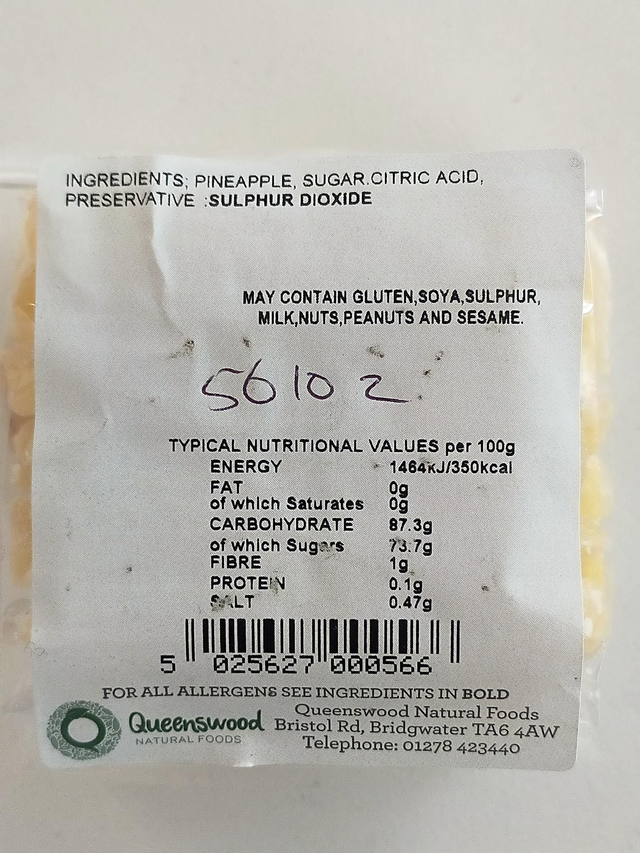 INGREDIENTS; PINEAPPLE, SUGAR.CITRIC ACID,
PRESERVATIVE :SULPHUR DIOXIDE
MAY CONTAIN GLUTEN,SOYA,SULPHUR,
MILK,NUTS,PEANUTS AND SESAME.
56102
TYPICAL NUTRITIONAL VALUES per 100g
ENERGY 1464kJ/350kcal
FAT 0g
of which Saturates 0g
CARBOHYDRATE 87.3g
of which Sugars 73.7g
FIBRE 1g
PROTEIN 0.1g
SALT 0.47g
5 025627 000566
FOR ALL ALLERGENS SEE INGREDIENTS IN BOLD
Queenswood
NATURAL FOODS
Queenswood Natural Foods
Bristol Rd, Bridgwater TA6 4AW
Telephone: 01278 423440